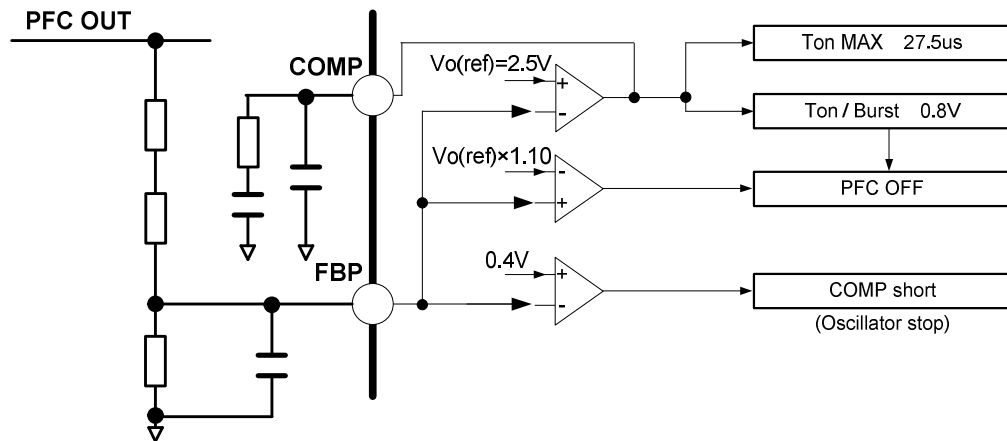 PFC OUT
COMP
Vo(ref)=2.5V
+
-
Ton MAX 27.5us
Ton / Burst 0.8V
Vo(ref)×1.10
-
+
PFC OFF
FBP
0.4V
+
-
COMP short
(Oscillator stop)